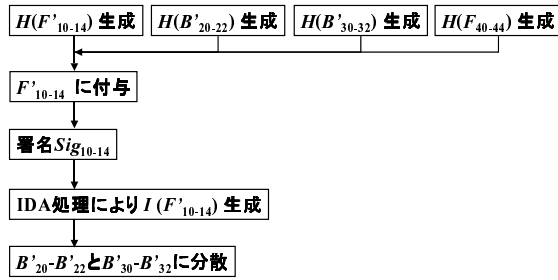 H(F'10-14) 生成
H(B'20-22) 生成
H(B'30-32) 生成
H(F40-44) 生成
F'10-14 に付与
署名Sig10-14
IDA処理により I (F'10-14) 生成
B'20-B'22とB'30-B'32に分散